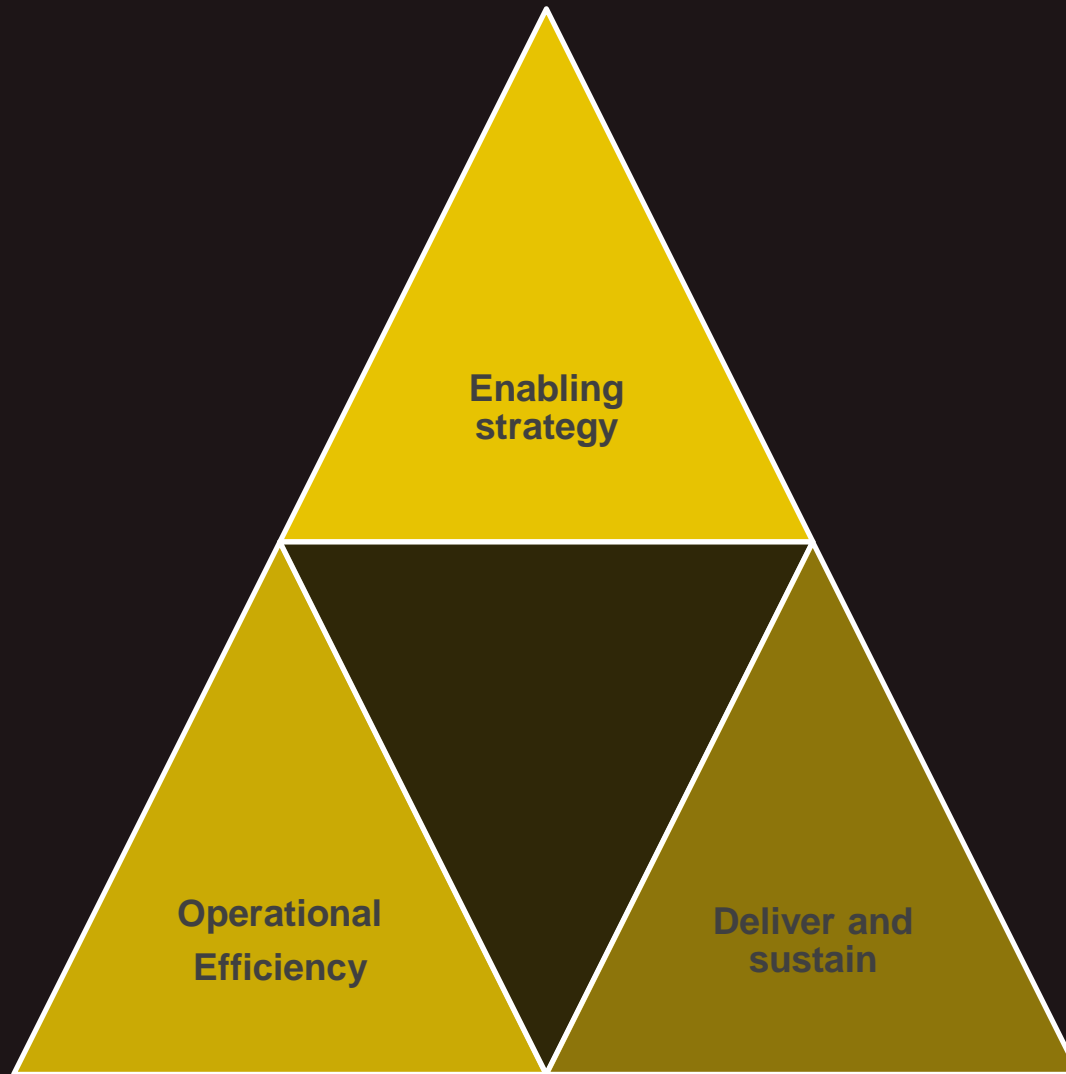 Enabling
strategy
Operational
Efficiency
Deliver and
sustain